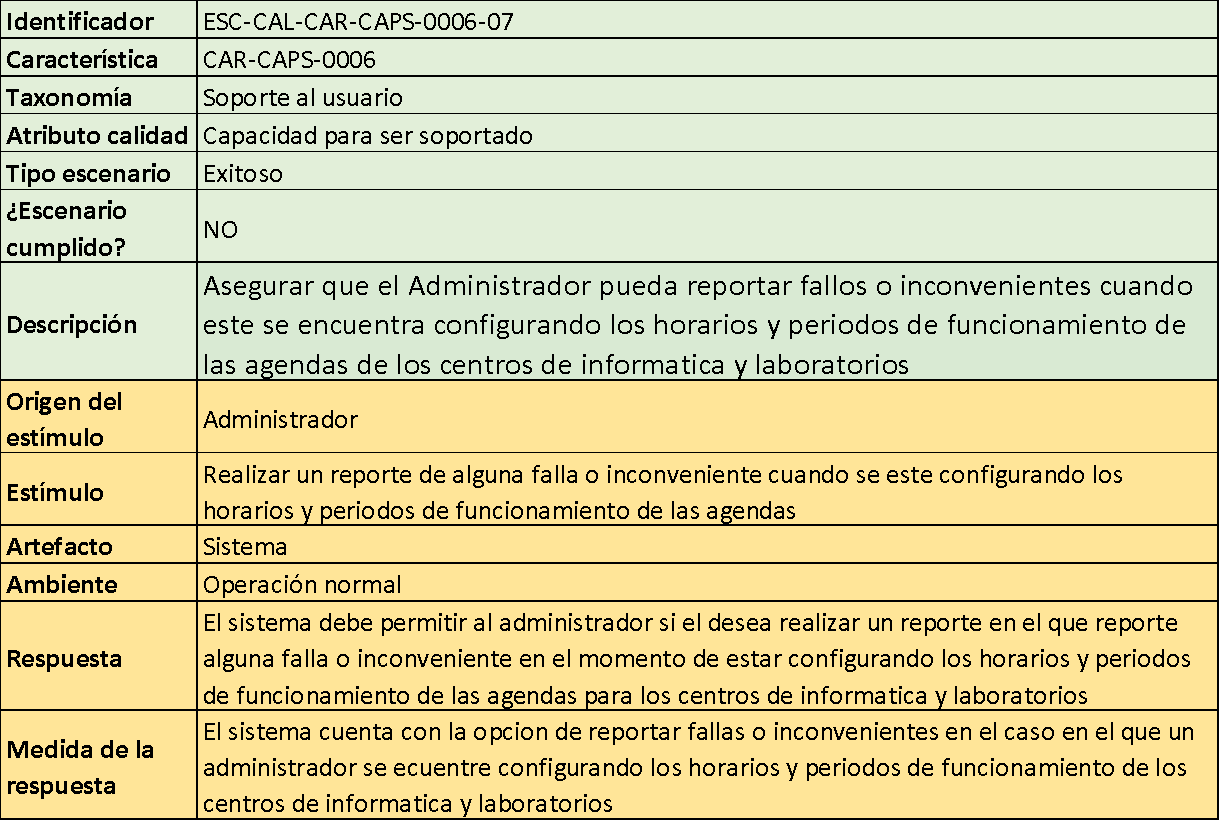 Identificador ESC-CAL-CAR-CAPS-0006-07
Característica CAR-CAPS-0006
Taxonomía Soporte al usuario
Atributo calidad Capacidad para ser soportado
Tipo escenario Exitoso
¿Escenario
cumplido?
NO
Descripción
Asegurar que el Administrador pueda reportar fallos o inconvenientes cuando
este se encuentra configurando los horarios y periodos de funcionamiento de
las agendas de los centros de informatica y laboratorios
Origen del
estímulo
Administrador
Estímulo
Realizar un reporte de alguna falla o inconveniente cuando se este configurando los
horarios y periodos de funcionamiento de las agendas
Artefacto Sistema
Ambiente Operación normal
Respuesta
El sistema debe permitir al administrador si el desea realizar un reporte en el que reporte
alguna falla o inconveniente en el momento de estar configurando los horarios y periodos
de funcionamiento de las agendas para los centros de informatica y laboratorios
Medida de la
respuesta
El sistema cuenta con la opcion de reportar fallas o inconvenientes en el caso en el que un
administrador se ecuentre configurando los horarios y periodos de funcionamiento de los
centros de informatica y laboratorios